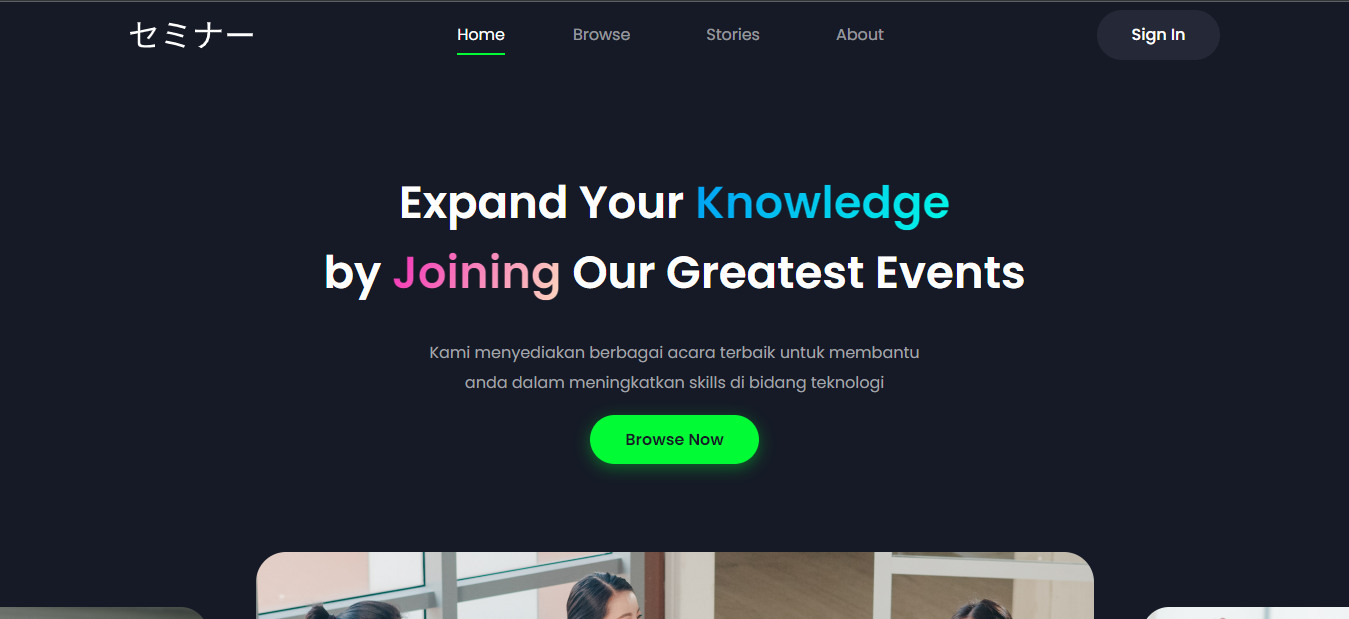 セミナー
Home
Browse
Stories
About
Sign In
Expand Your Knowledge
by Joining Our Greatest Events
Kami menyediakan berbagai acara terbaik untuk membantu
anda dalam meningkatkan skills di bidang teknologi
Browse Now